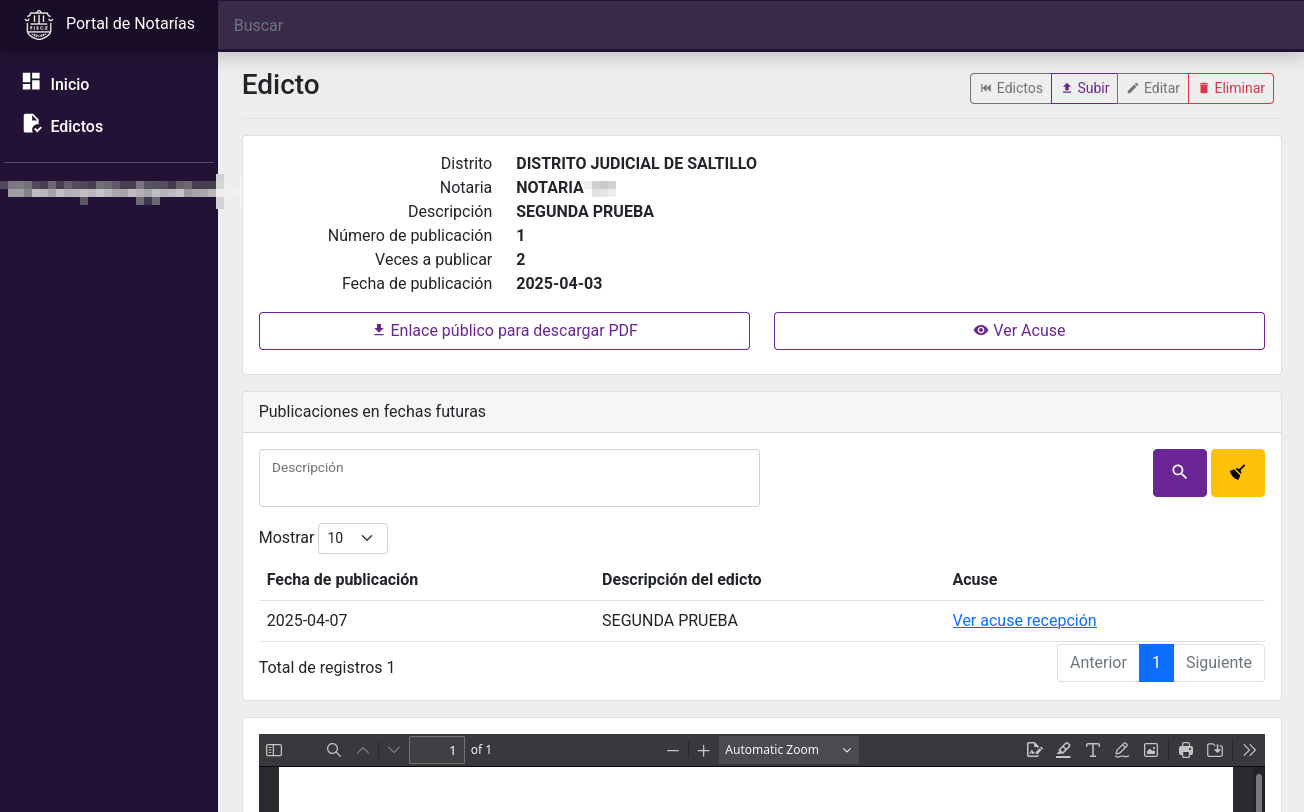 Portal de Notarías
Buscar
Inicio
Edictos
Edicto
Edictos Subir Editar Eliminar
Distrito DISTRITO JUDICIAL DE SALTILLO
Notaria NOTARIA
Descripción SEGUNDA PRUEBA
Número de publicación 1
Veces a publicar 2
Fecha de publicación 2025-04-03
Enlace público para descargar PDF Ver Acuse
Publicaciones en fechas futuras
Descripción
Mostrar 10
Fecha de publicación Descripción del edicto Acuse
2025-04-07 SEGUNDA PRUEBA Ver acuse recepción
Total de registros 1 Anterior 1 Siguiente
1 of 1 Automatic Zoom